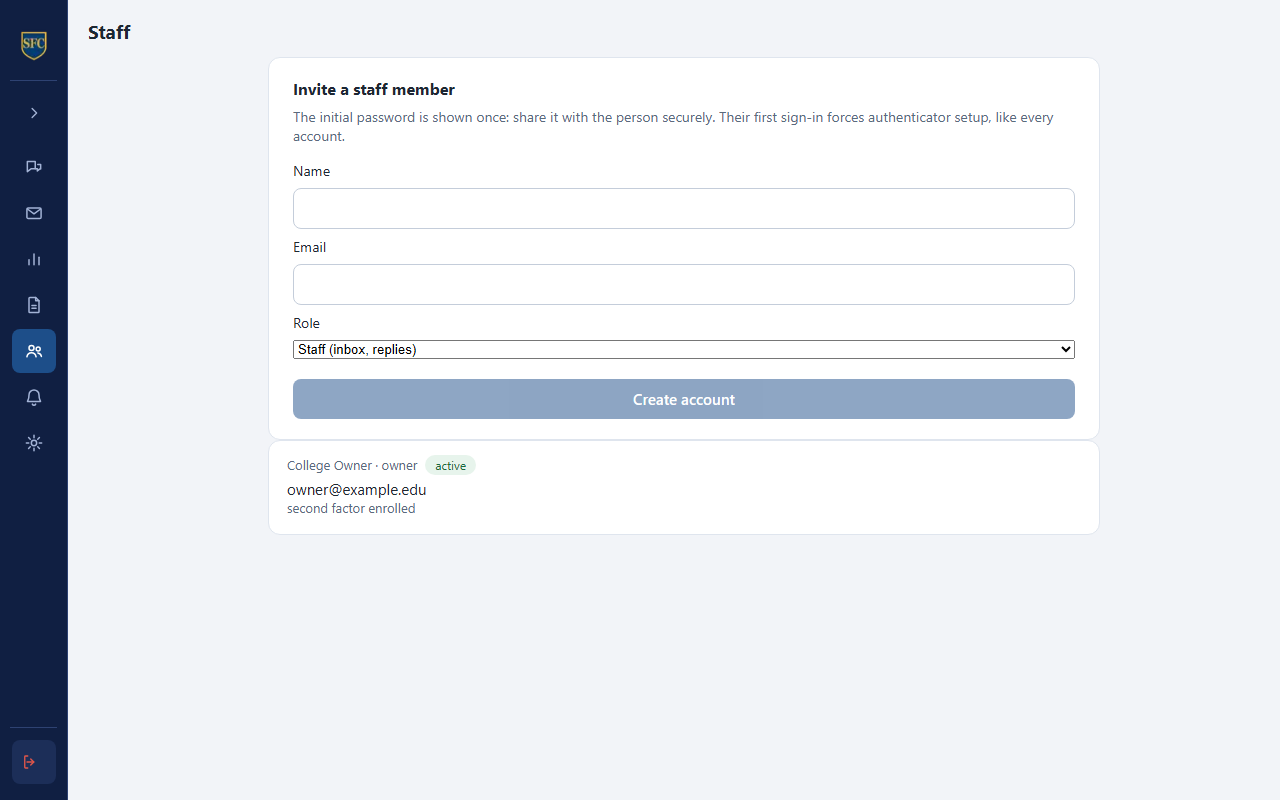 SFC
Staff
Invite a staff member
The initial password is shown once: share it with the person securely. Their first sign-in forces authenticator setup, like every
account.
Name
Email
Role
Staff (inbox, replies)
Create account
College Owner · owner active
owner@example.edu
second factor enrolled